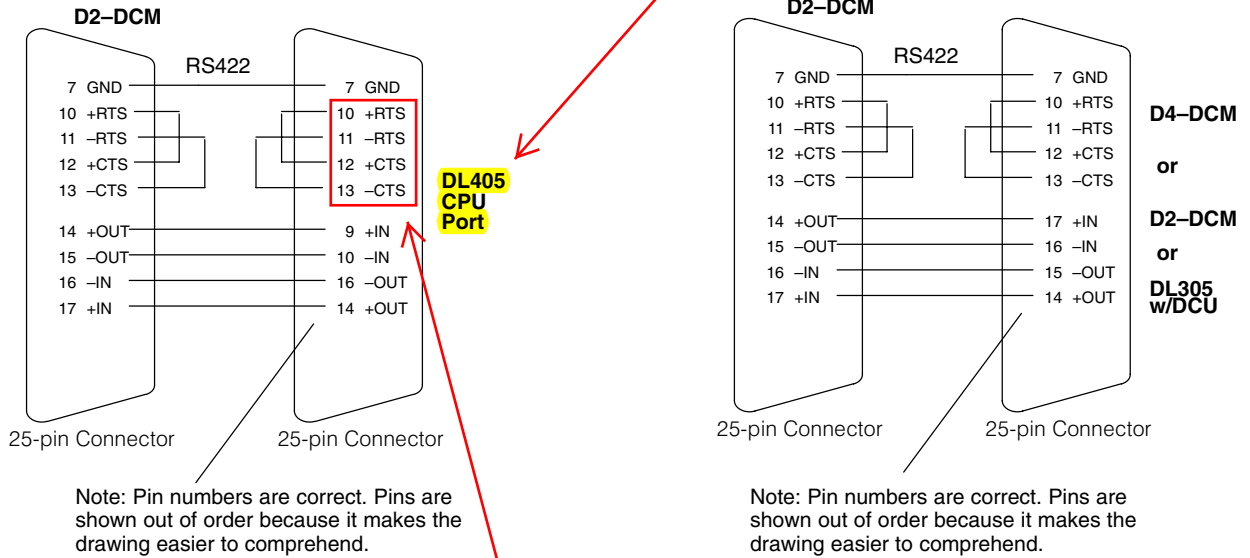 D2–DCM
RS422
7 GND
10 +RTS
11 –RTS
12 +CTS
13 –CTS
14 +OUT
15 –OUT
16 –IN
17 +IN
7 GND
10 +RTS
11 –RTS
12 +CTS
13 –CTS
9 +IN
10 –IN
16 –OUT
14 +OUT
DL405
CPU
Port
25-pin Connector
25-pin Connector
Note: Pin numbers are correct. Pins are
shown out of order because it makes the
drawing easier to comprehend.
D2–DCM
RS422
7 GND
10 +RTS
11 –RTS
12 +CTS
13 –CTS
14 +OUT
15 –OUT
16 –IN
17 +IN
7 GND
10 +RTS
11 –RTS
12 +CTS
13 –CTS
17 +IN
16 –IN
15 –OUT
14 +OUT
D4–DCM
or
D2–DCM
or
DL305
w/DCU
25-pin Connector
25-pin Connector
Note: Pin numbers are correct. Pins are
shown out of order because it makes the
drawing easier to comprehend.